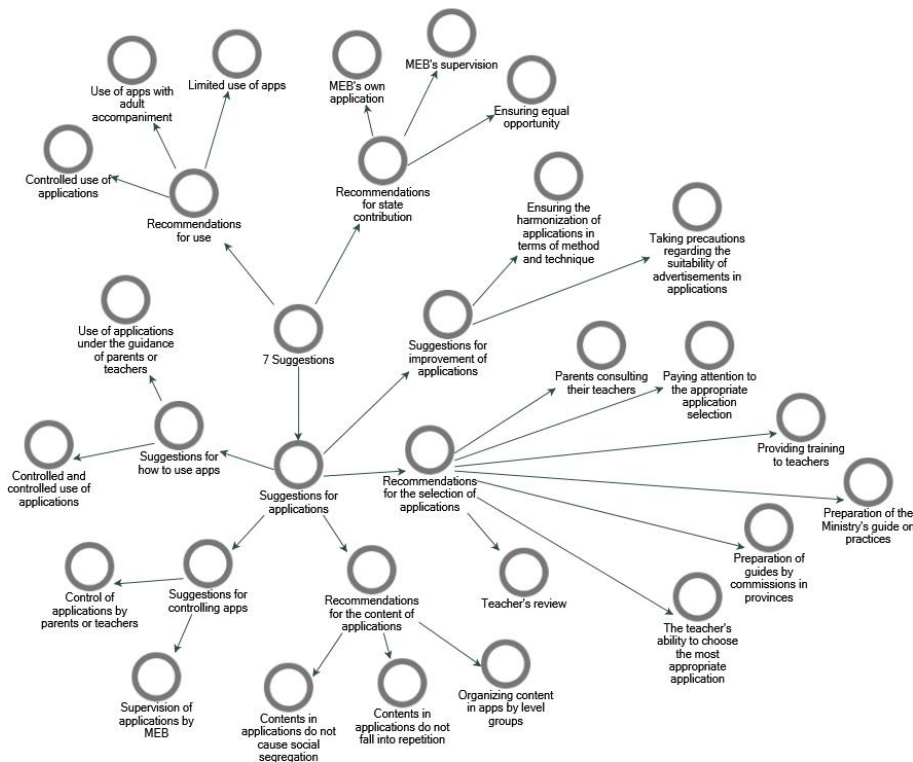 Use of apps with
adult
accompaniment
Limited use of apps
MEB's own
application
MEB's supervision
Ensuring equal
opportunity
Controlled use of
applications
Recommendations
for use
Recommendations
for state
contribution
Ensuring the
harmonization of
applications in
terms of method
and technique
Taking precautions
regarding the
suitability of
advertisements in
applications
Use of applications
under the guidance
of parents or
teachers
7 Suggestions
Suggestions for
improvement of
applications
Parents consulting
their teachers
Paying attention to
the appropriate
application
selection
Providing training
to teachers
Controlled and
controlled use of
applications
Suggestions for
how to use apps
Suggestions for
applications
Recommendations
for the selection of
applications
Preparation of the
Ministry's guide on
practices
Preparation of
guides by
commissions in
provinces
Control of
applications by
parents or teachers
Suggestions for
controlling apps
Recommendations
for the content of
applications
Teacher's review
The teacher's
ability to choose
the most
appropriate
application
Supervision of
applications by
MEB
Contents in
applications do not
cause social
segregation
Contents in
applications do not
fall into repetition
Organizing content
in apps by level
groups